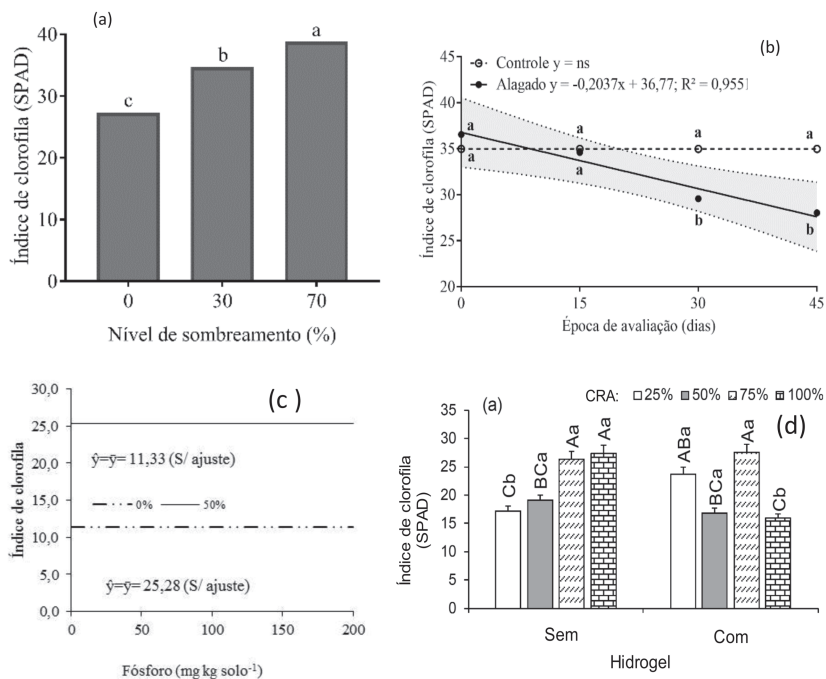 (a)
Índice de clorofila (SPAD)
40
30
20
10
0
c
b
a
0 30 70
Nível de sombreamento (%)
(b)
Índice de clorofila (SPAD)
45
40
35
30
25
20
Controle y = ns
Alagado y = -0,2037x + 36,77; R² = 0,9551
a a a a
a a b b
0 15 30 45
Época de avaliação (dias)
(c)
Índice de clorofila
30,0
25,0
20,0
15,0
10,0
5,0
0,0
ŷ=ȳ= 11,33 (S/ ajuste)
0% 50%
ŷ=ȳ= 25,28 (S/ ajuste)
0 50 100 150 200
Fósforo (mg kg solo⁻¹)
(a)
CRA: 25% 50% 75% 100%
(d)
Índice de clorofila
(SPAD)
35
30
25
20
15
10
5
0
Cb BCa Aa Aa ABa BCa Aa Cb
Sem Com
Hidrogel